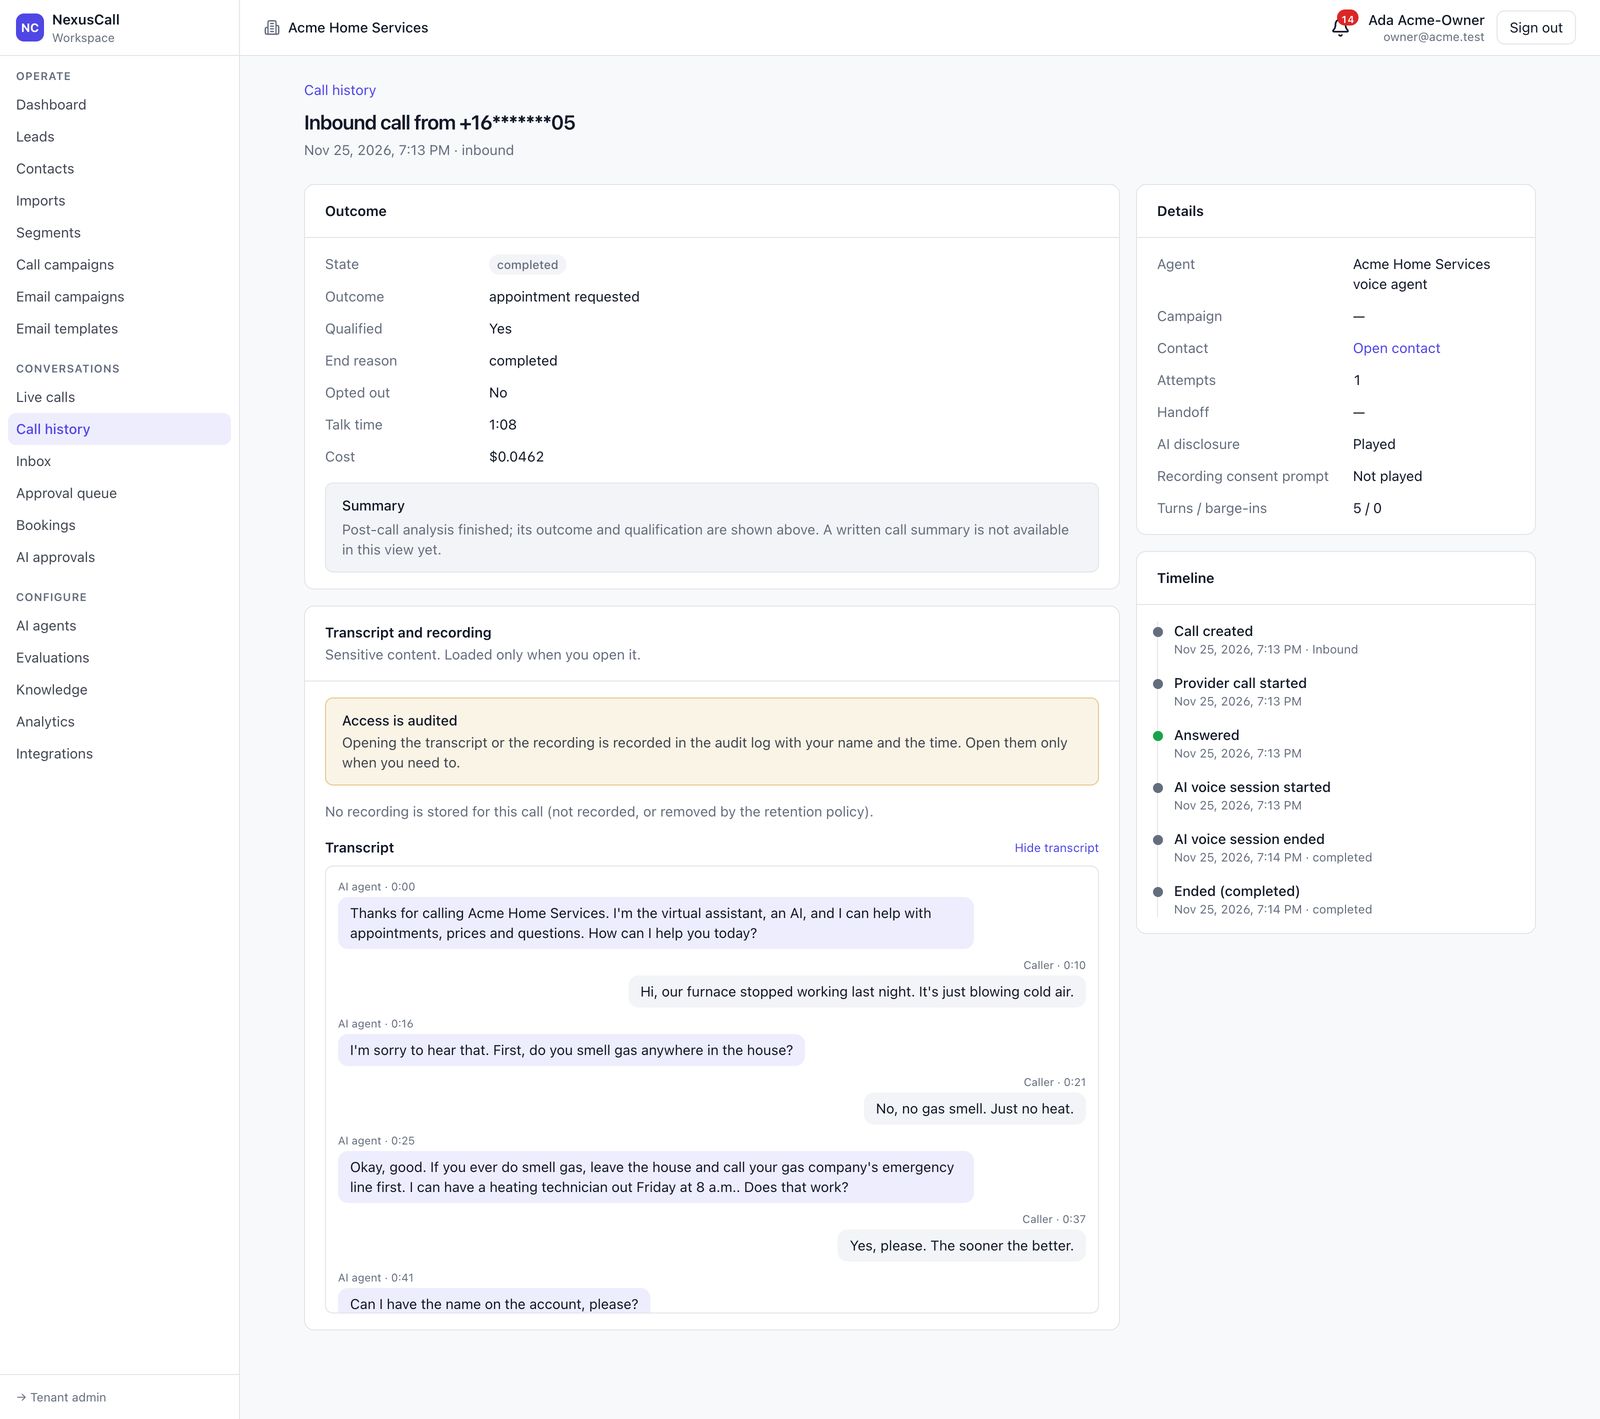 NC
NexusCall
Workspace
OPERATE
Dashboard
Leads
Contacts
Imports
Segments
Call campaigns
Email campaigns
Email templates
CONVERSATIONS
Live calls
Call history
Inbox
Approval queue
Bookings
AI approvals
CONFIGURE
AI agents
Evaluations
Knowledge
Analytics
Integrations
→ Tenant admin
Acme Home Services
14
Ada Acme-Owner
owner@acme.test
Sign out
Call history
Inbound call from +16*******05
Nov 25, 2026, 7:13 PM · inbound
Outcome
State completed
Outcome appointment requested
Qualified Yes
End reason completed
Opted out No
Talk time 1:08
Cost $0.0462
Summary
Post-call analysis finished; its outcome and qualification are shown above. A written call summary is not available
in this view yet.
Transcript and recording
Sensitive content. Loaded only when you open it.
Access is audited
Opening the transcript or the recording is recorded in the audit log with your name and the time. Open them only
when you need to.
No recording is stored for this call (not recorded, or removed by the retention policy).
Transcript Hide transcript
AI agent · 0:00
Thanks for calling Acme Home Services. I'm the virtual assistant, an AI, and I can help with
appointments, prices and questions. How can I help you today?
Caller · 0:10
Hi, our furnace stopped working last night. It's just blowing cold air.
AI agent · 0:16
I'm sorry to hear that. First, do you smell gas anywhere in the house?
Caller · 0:21
No, no gas smell. Just no heat.
AI agent · 0:25
Okay, good. If you ever do smell gas, leave the house and call your gas company's emergency
line first. I can have a heating technician out Friday at 8 a.m.. Does that work?
Caller · 0:37
Yes, please. The sooner the better.
AI agent · 0:41
Can I have the name on the account, please?
Details
Agent Acme Home Services
voice agent
Campaign —
Contact Open contact
Attempts 1
Handoff —
AI disclosure Played
Recording consent prompt Not played
Turns / barge-ins 5 / 0
Timeline
Call created
Nov 25, 2026, 7:13 PM · Inbound
Provider call started
Nov 25, 2026, 7:13 PM
Answered
Nov 25, 2026, 7:13 PM
AI voice session started
Nov 25, 2026, 7:13 PM
AI voice session ended
Nov 25, 2026, 7:14 PM · completed
Ended (completed)
Nov 25, 2026, 7:14 PM · completed